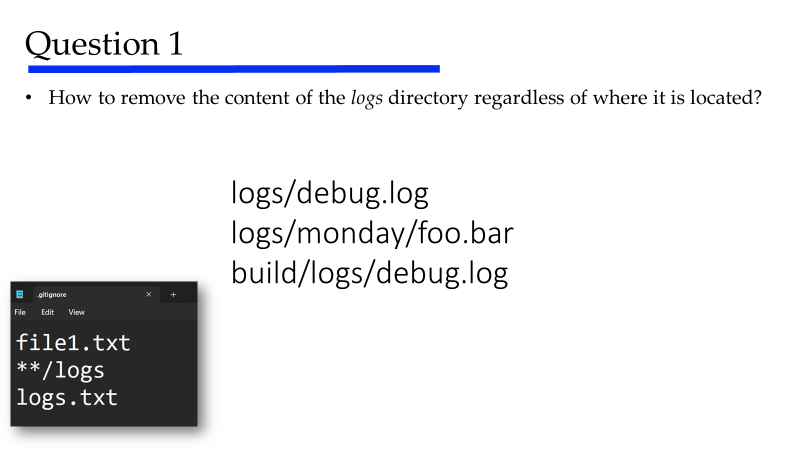 Question 1
• How to remove the content of the logs directory regardless of where it is located?
logs/debug.log
logs/monday/foo.bar
build/logs/debug.log
.gitignore × +
File Edit View
file1.txt
**/logs
logs.txt